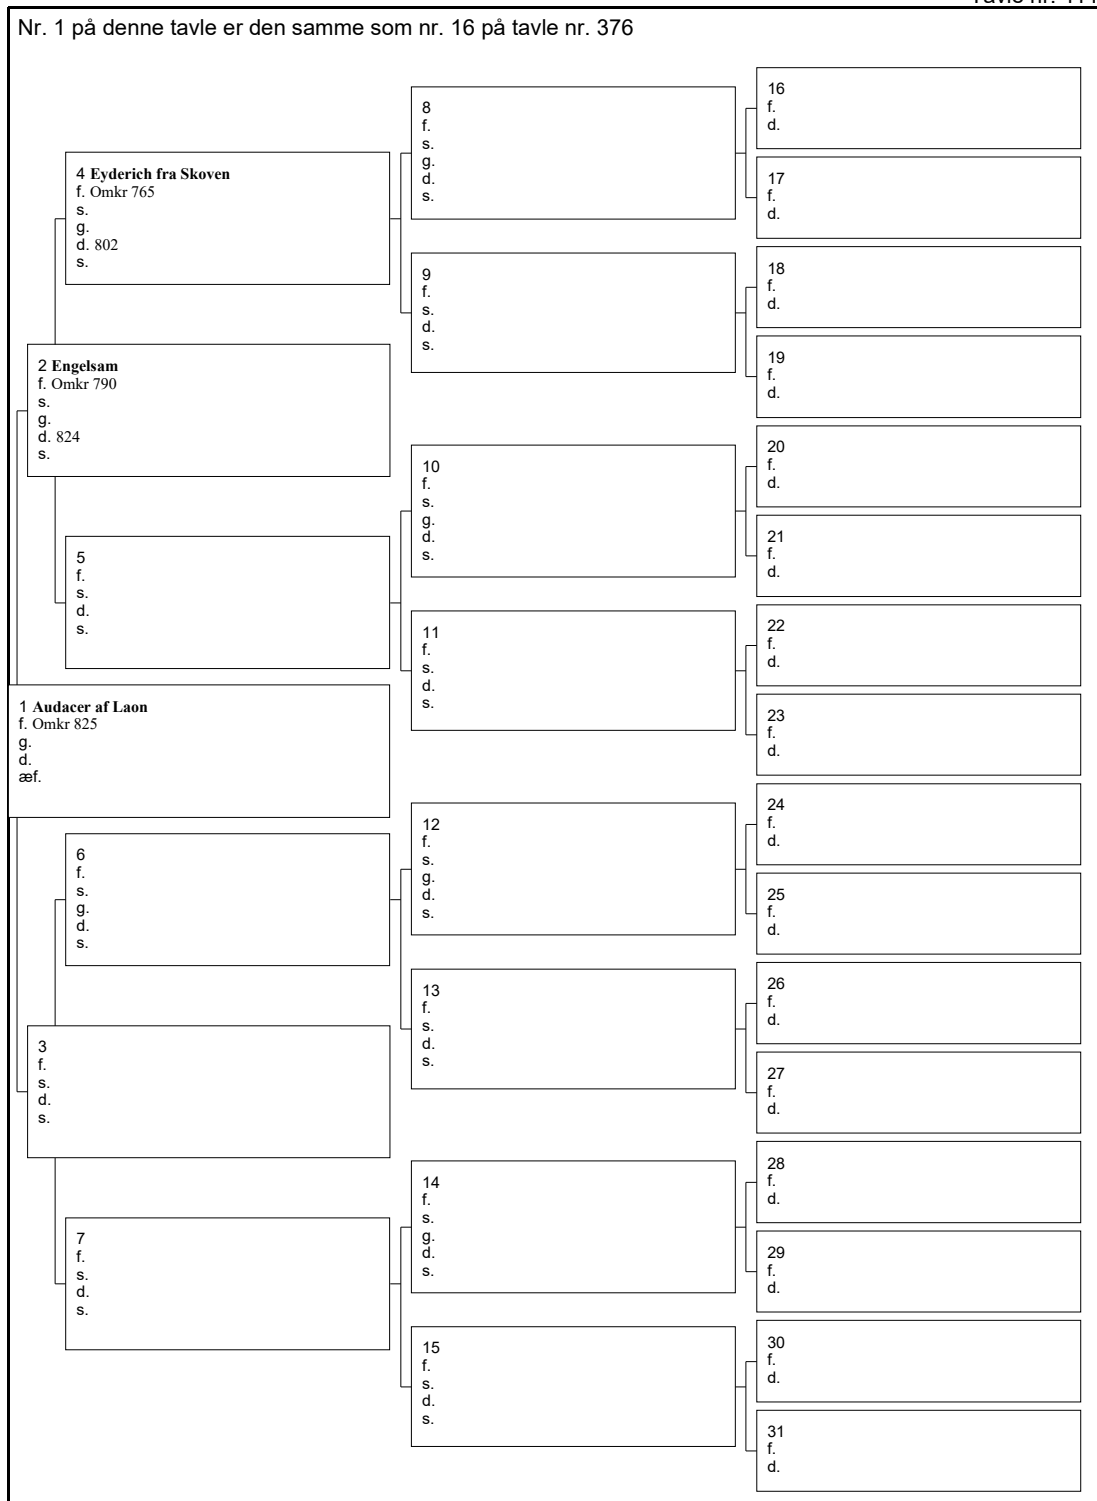 Nr. 1 på denne tavle er den samme som nr. 16 på tavle nr. 376
16
f.
d.
8
f.
s.
g.
d.
s.
17
f.
d.
4 Eyderich fra Skoven
f. Omkr 765
s.
g.
d. 802
s.
18
f.
d.
9
f.
s.
d.
s.
19
f.
d.
2 Engelsam
f. Omkr 790
s.
g.
d. 824
s.
20
f.
d.
10
f.
s.
g.
d.
s.
21
f.
d.
5
f.
s.
d.
s.
22
f.
d.
11
f.
s.
d.
s.
23
f.
d.
1 Audacer af Laon
f. Omkr 825
g.
d.
æf.
24
f.
d.
12
f.
s.
g.
d.
s.
25
f.
d.
6
f.
s.
g.
d.
s.
26
f.
d.
13
f.
s.
d.
s.
27
f.
d.
3
f.
s.
d.
s.
28
f.
d.
14
f.
s.
g.
d.
s.
29
f.
d.
7
f.
s.
d.
s.
30
f.
d.
15
f.
s.
d.
s.
31
f.
d.